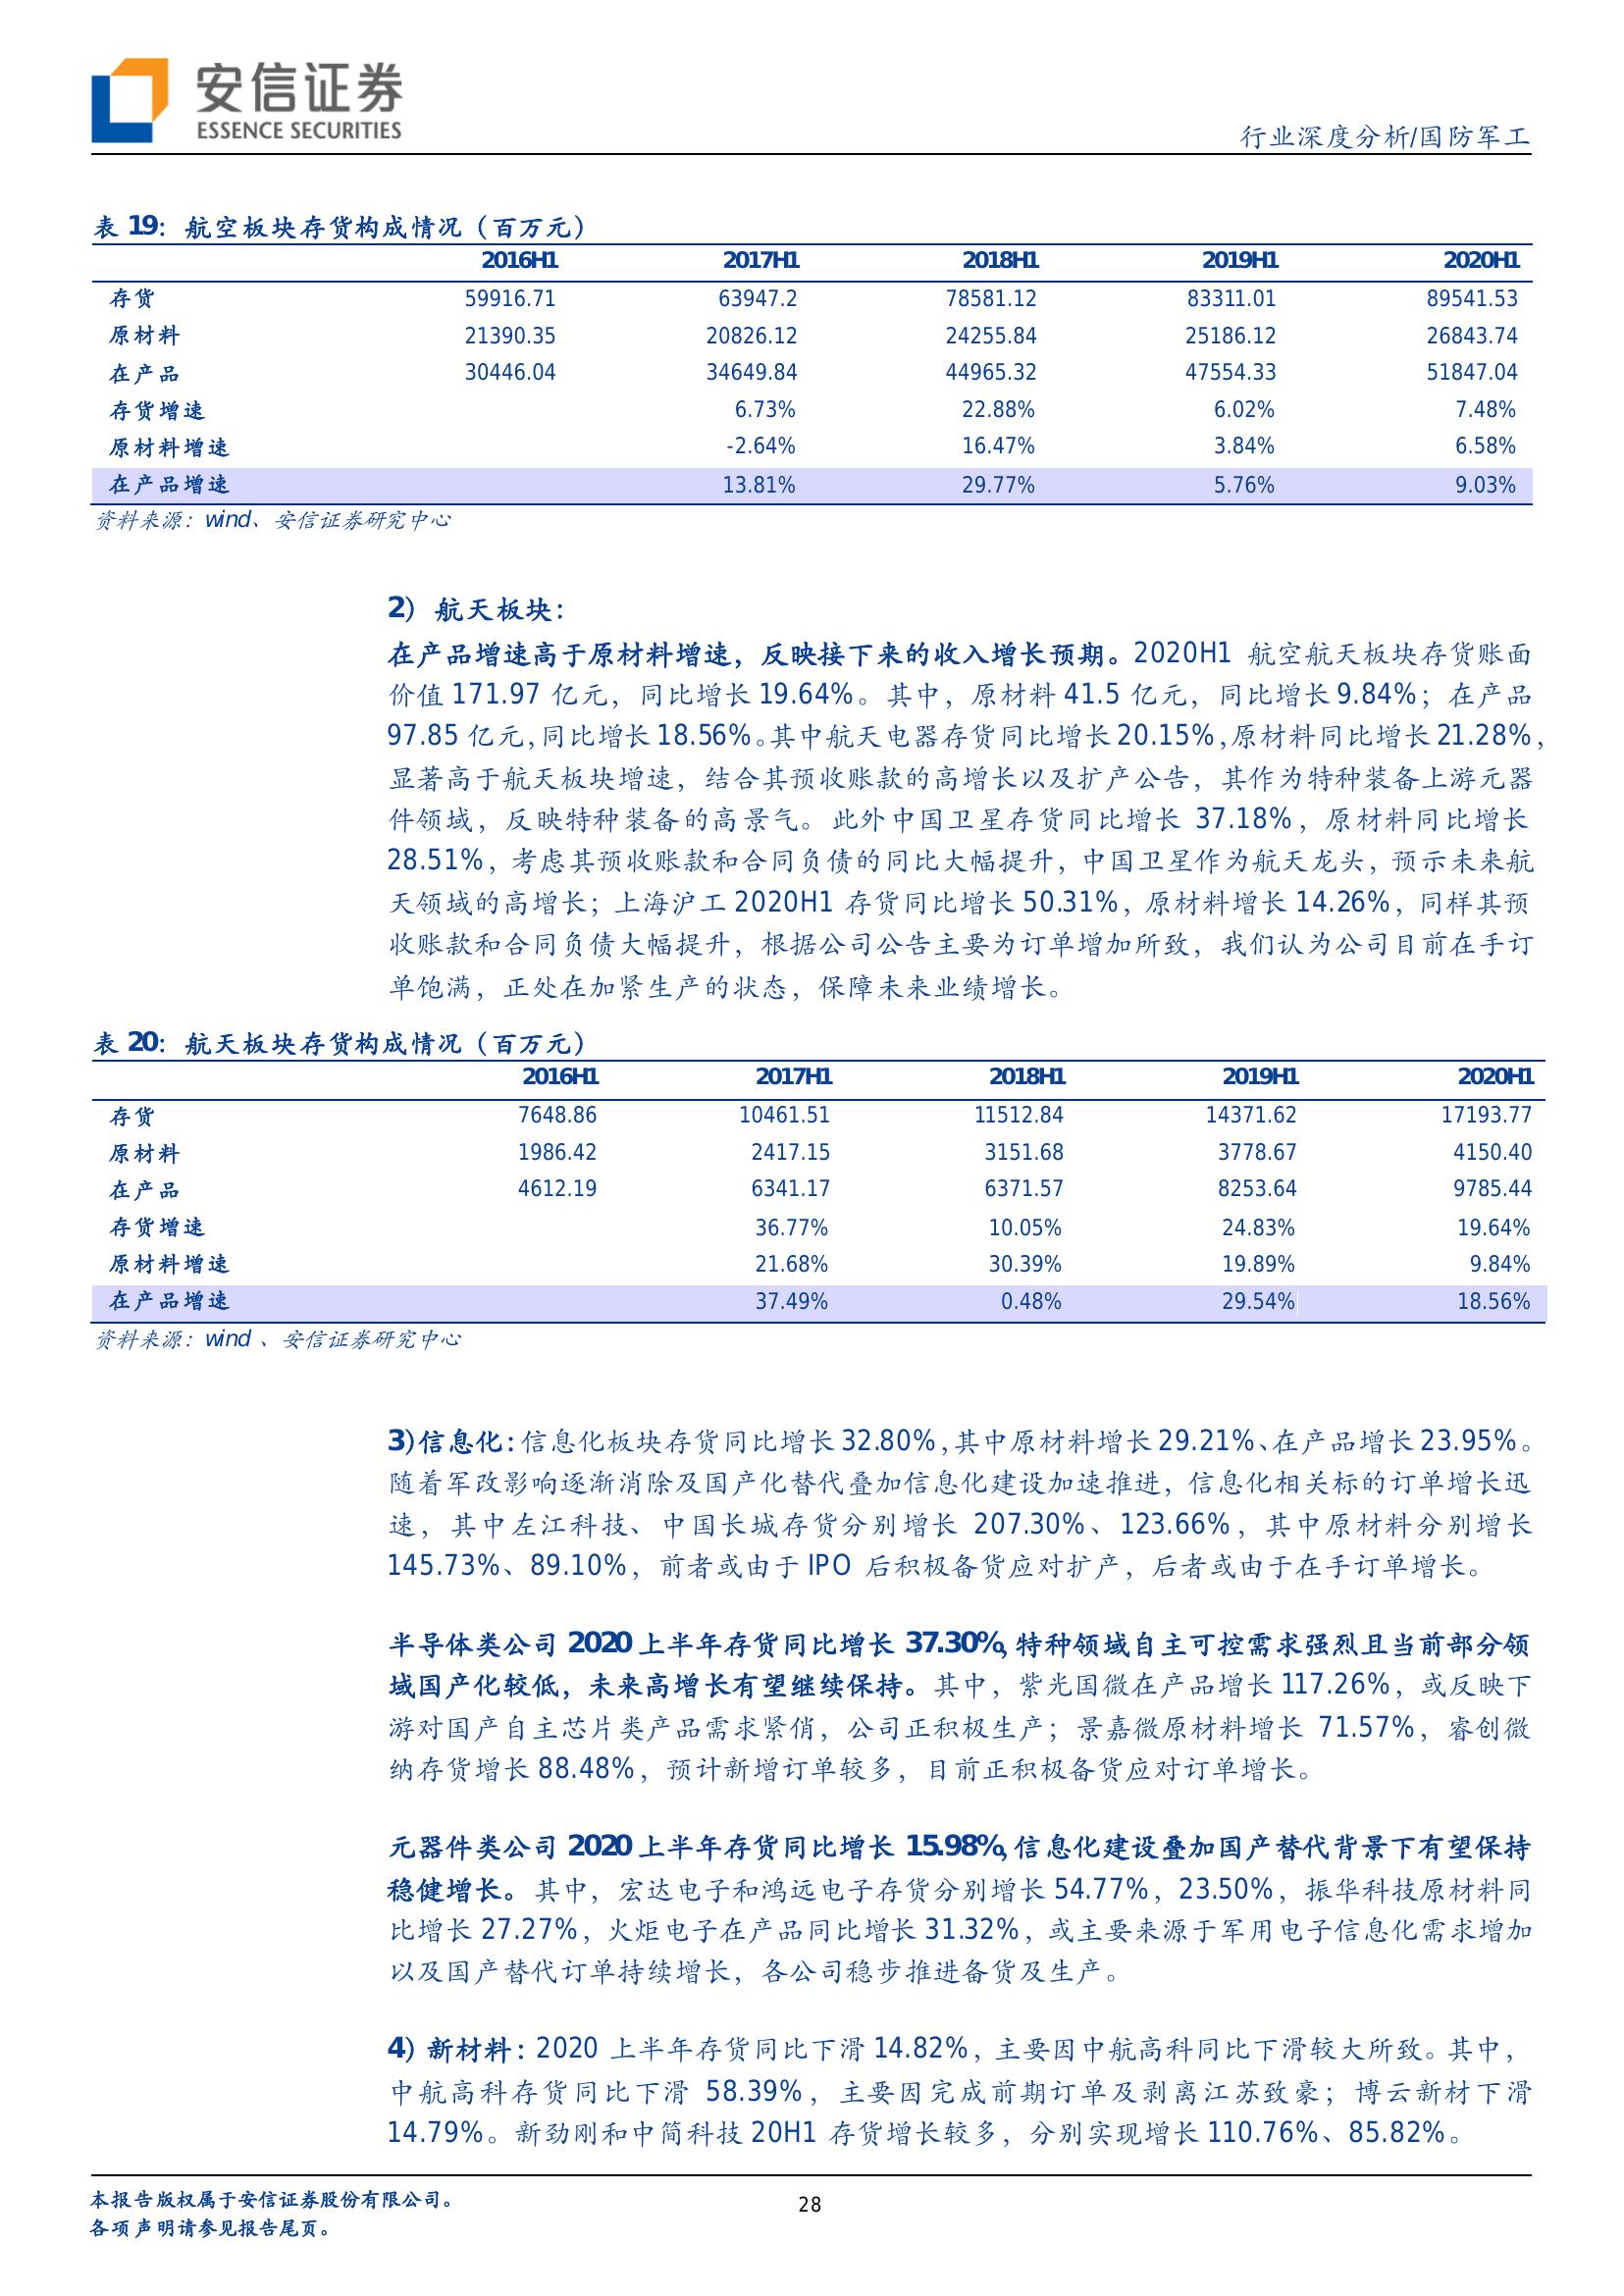 安信证券
ESSENCE SECURITIES
行业深度分析/国防军工
表 19：航空板块存货构成情况（百万元）
2016H1 2017H1 2018H1 2019H1 2020H1
存货 59916.71 63947.2 78581.12 83311.01 89541.53
原材料 21390.35 20826.12 24255.84 25186.12 26843.74
在产品 30446.04 34649.84 44965.32 47554.33 51847.04
存货增速 6.73% 22.88% 6.02% 7.48%
原材料增速 -2.64% 16.47% 3.84% 6.58%
在产品增速 13.81% 29.77% 5.76% 9.03%
资料来源：wind、安信证券研究中心
2）航天板块：
在产品增速高于原材料增速，反映接下来的收入增长预期。2020H1 航空航天板块存货账面
价值 171.97 亿元，同比增长 19.64%。其中，原材料 41.5 亿元，同比增长 9.84%；在产品
97.85 亿元，同比增长 18.56%。其中航天电器存货同比增长 20.15%，原材料同比增长 21.28%，
显著高于航天板块增速，结合其预收账款的高增长以及扩产公告，其作为特种装备上游元器
件领域，反映特种装备的高景气。此外中国卫星存货同比增长 37.18%，原材料同比增长
28.51%，考虑其预收账款和合同负债的同比大幅提升，中国卫星作为航天龙头，预示未来航
天领域的高增长；上海沪工 2020H1 存货同比增长 50.31%，原材料增长 14.26%，同样其预
收账款和合同负债大幅提升，根据公司公告主要为订单增加所致，我们认为公司目前在手订
单饱满，正处在加紧生产的状态，保障未来业绩增长。
表 20：航天板块存货构成情况（百万元）
2016H1 2017H1 2018H1 2019H1 2020H1
存货 7648.86 10461.51 11512.84 14371.62 17193.77
原材料 1986.42 2417.15 3151.68 3778.67 4150.40
在产品 4612.19 6341.17 6371.57 8253.64 9785.44
存货增速 36.77% 10.05% 24.83% 19.64%
原材料增速 21.68% 30.39% 19.89% 9.84%
在产品增速 37.49% 0.48% 29.54% 18.56%
资料来源：wind 、安信证券研究中心
3）信息化：信息化板块存货同比增长 32.80%，其中原材料增长 29.21%、在产品增长 23.95%。
随着军改影响逐渐消除及国产化替代叠加信息化建设加速推进，信息化相关标的订单增长迅
速，其中左江科技、中国长城存货分别增长 207.30%、123.66%，其中原材料分别增长
145.73%、89.10%，前者或由于 IPO 后积极备货应对扩产，后者或由于在手订单增长。
半导体类公司 2020 上半年存货同比增长 37.30%，特种领域自主可控需求强烈且当前部分领
域国产化较低，未来高增长有望继续保持。其中，紫光国微在产品增长 117.26%，或反映下
游对国产自主芯片类产品需求紧俏，公司正积极生产；景嘉微原材料增长 71.57%，睿创微
纳存货增长 88.48%，预计新增订单较多，目前正积极备货应对订单增长。
元器件类公司 2020 上半年存货同比增长 15.98%，信息化建设叠加国产替代背景下有望保持
稳健增长。其中，宏达电子和鸿远电子存货分别增长 54.77%，23.50%，振华科技原材料同
比增长 27.27%，火炬电子在产品同比增长 31.32%，或主要来源于军用电子信息化需求增加
以及国产替代订单持续增长，各公司稳步推进备货及生产。
4）新材料：2020 上半年存货同比下滑 14.82%，主要因中航高科同比下滑较大所致。其中，
中航高科存货同比下滑 58.39%，主要因完成前期订单及剥离江苏致豪；博云新材下滑
14.79%。新劲刚和中简科技 20H1 存货增长较多，分别实现增长 110.76%、85.82%。
本报告版权属于安信证券股份有限公司。
28
各项声明请参见报告尾页。